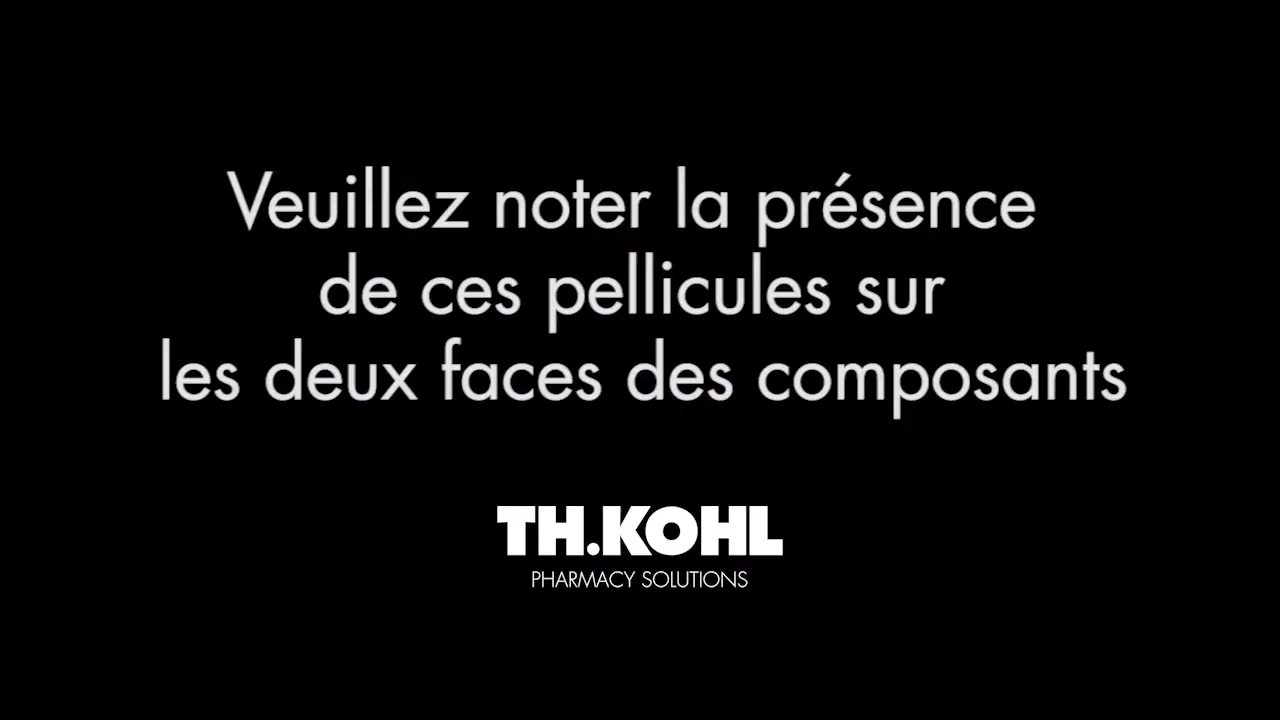 Veuillez noter la présence
de ces pellicules sur
les deux faces des composants
TH.KOHL
PHARMACY SOLUTIONS